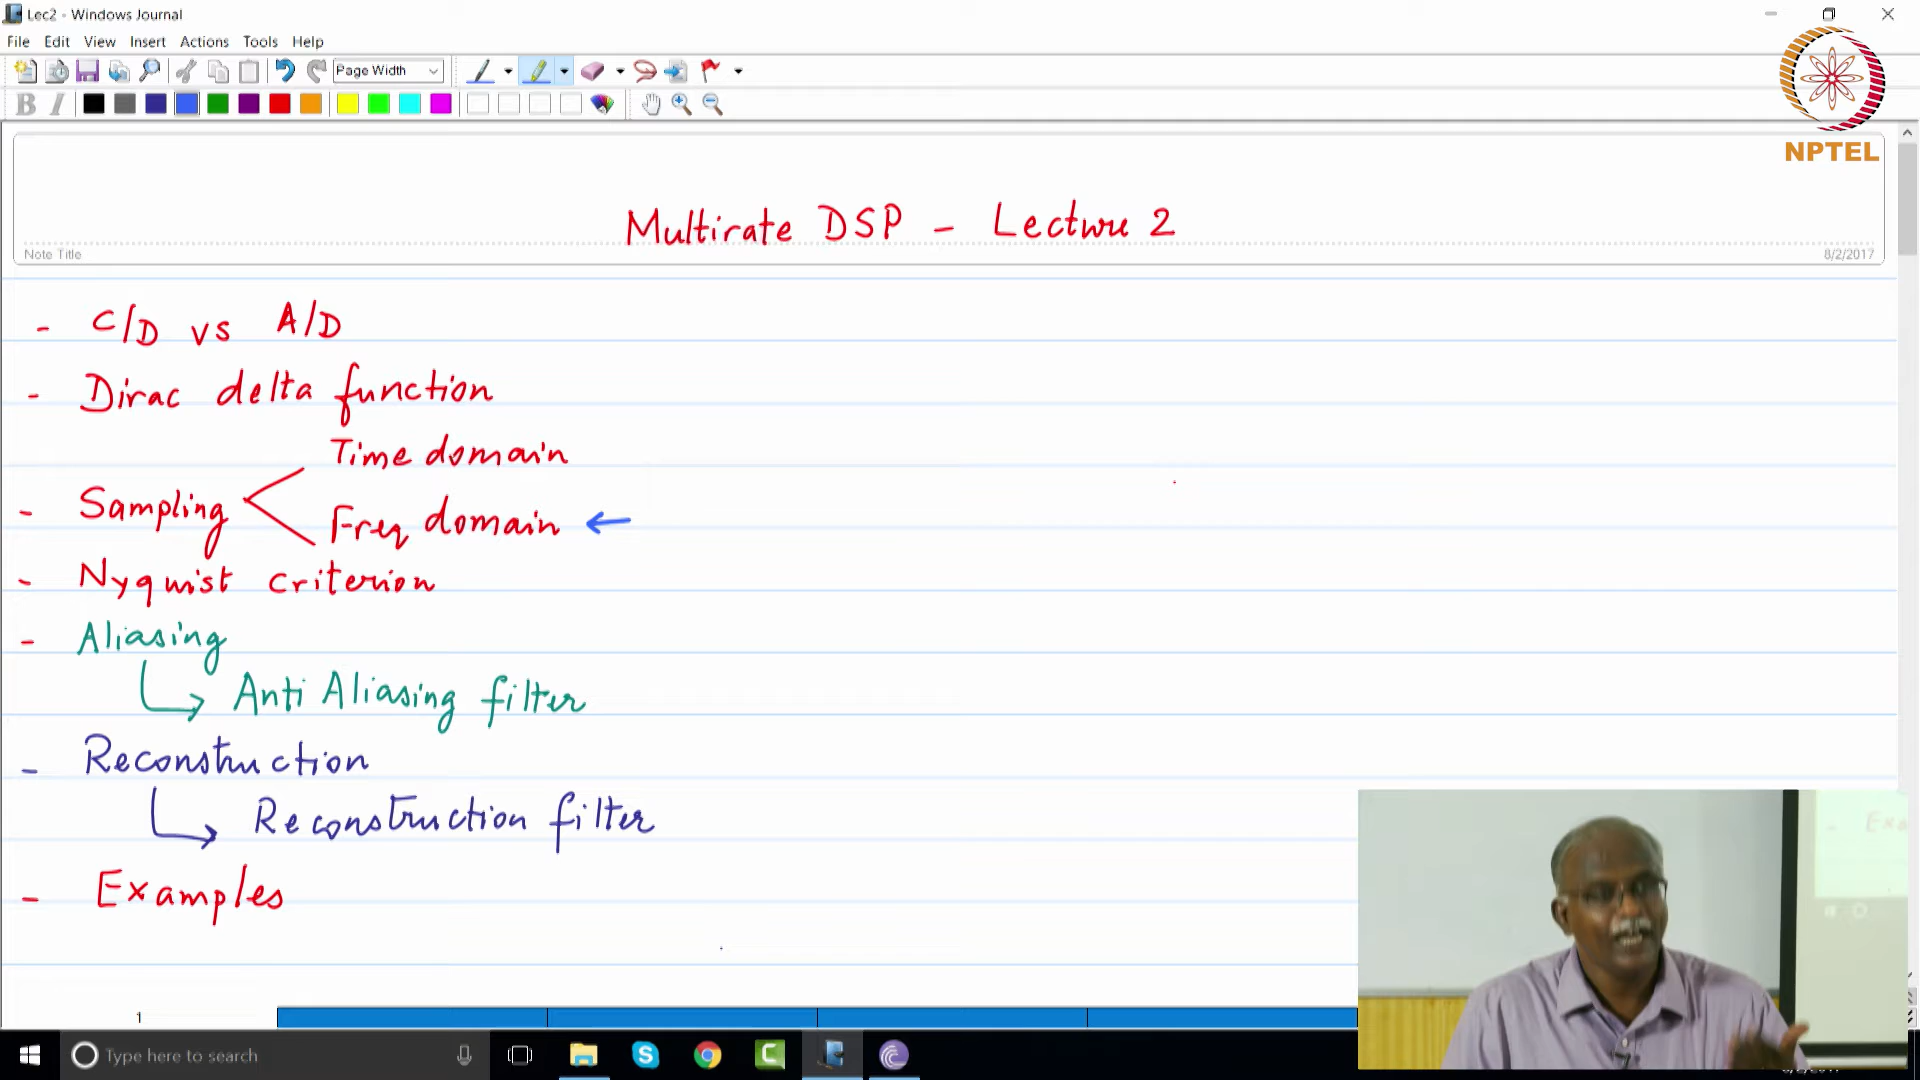 Lec2 - Windows Journal
File Edit View Insert Actions Tools Help
Page Width
B I
NPTEL
Multirate DSP - Lecture 2
Note Title
8/2/2017
- C/D vs A/D
- Dirac delta function
Time domain
- Sampling
Freq domain ←
- Nyquist criterion
- Aliasing
Anti Aliasing filter
- Reconstruction
Reconstruction filter
- Examples
1
Type here to search